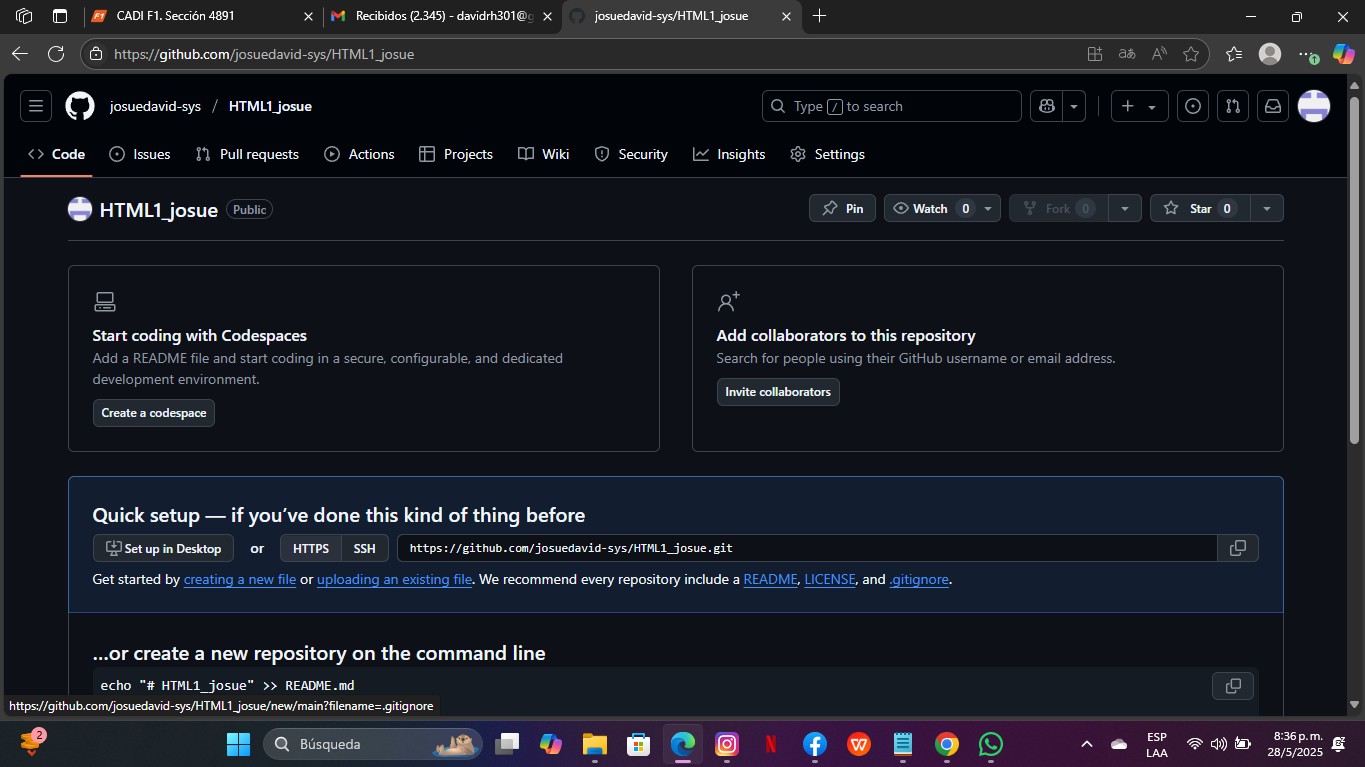 CADI F1. Sección 4891
Recibidos (2.345) - davidrh301@g
josuedavid-sys/HTML1_josue
https://github.com/josuedavid-sys/HTML1_josue
josuedavid-sys / HTML1_josue
Type / to search
Code Issues Pull requests Actions Projects Wiki Security Insights Settings
HTML1_josue Public
Pin Watch 0 Fork 0 Star 0
Start coding with Codespaces
Add a README file and start coding in a secure, configurable, and dedicated
development environment.
Create a codespace
Add collaborators to this repository
Search for people using their GitHub username or email address.
Invite collaborators
Quick setup — if you’ve done this kind of thing before
Set up in Desktop or HTTPS SSH https://github.com/josuedavid-sys/HTML1_josue.git
Get started by creating a new file or uploading an existing file. We recommend every repository include a README, LICENSE, and .gitignore.
…or create a new repository on the command line
echo "# HTML1_josue" >> README.md
https://github.com/josuedavid-sys/HTML1_josue/new/main?filename=.gitignore
2
Búsqueda
ESP
LAA
8:36 p. m.
28/5/2025